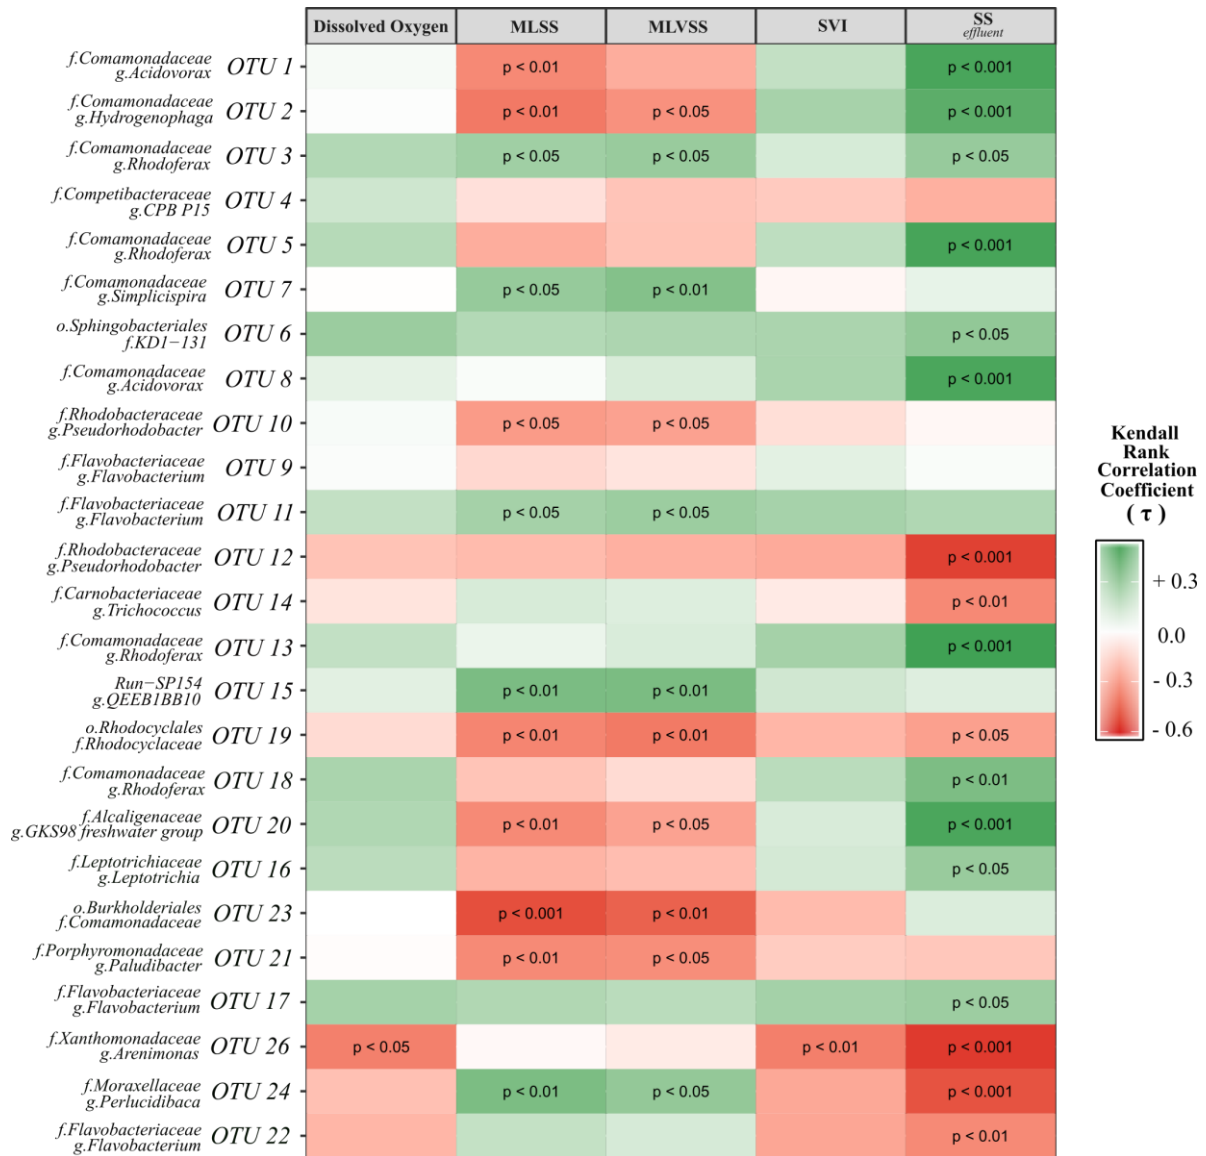 Dissolved Oxygen MLSS MLVSS SVI SS
effluent
f.Comamonadaceae
g.Acidovorax OTU 1 p < 0.01 p < 0.001
f.Comamonadaceae
g.Hydrogenophaga OTU 2 p < 0.01 p < 0.05 p < 0.001
f.Comamonadaceae
g.Rhodoferax OTU 3 p < 0.05 p < 0.05 p < 0.05
f.Competibacteraceae
g.CPB P15 OTU 4
f.Comamonadaceae
g.Rhodoferax OTU 5 p < 0.001
f.Comamonadaceae
g.Simplicispira OTU 7 p < 0.05 p < 0.01
o.Sphingobacteriales
f.KD1−131 OTU 6 p < 0.05
f.Comamonadaceae
g.Acidovorax OTU 8 p < 0.001
f.Rhodobacteraceae
g.Pseudorhodobacter OTU 10 p < 0.05 p < 0.05
f.Flavobacteriaceae
g.Flavobacterium OTU 9
f.Flavobacteriaceae
g.Flavobacterium OTU 11 p < 0.05 p < 0.05
f.Rhodobacteraceae
g.Pseudorhodobacter OTU 12 p < 0.001
f.Carnobacteriaceae
g.Trichococcus OTU 14 p < 0.01
f.Comamonadaceae
g.Rhodoferax OTU 13 p < 0.001
Run−SP154
g.QEEB1BB10 OTU 15 p < 0.01 p < 0.01
o.Rhodocyclales
f.Rhodocyclaceae OTU 19 p < 0.01 p < 0.01 p < 0.05
f.Comamonadaceae
g.Rhodoferax OTU 18 p < 0.01
f.Alcaligenaceae
g.GKS98 freshwater group OTU 20 p < 0.01 p < 0.05 p < 0.001
f.Leptotrichiaceae
g.Leptotrichia OTU 16 p < 0.05
o.Burkholderiales
f.Comamonadaceae OTU 23 p < 0.001 p < 0.01
f.Porphyromonadaceae
g.Paludibacter OTU 21 p < 0.01 p < 0.05
f.Flavobacteriaceae
g.Flavobacterium OTU 17 p < 0.05
f.Xanthomonadaceae
g.Arenimonas OTU 26 p < 0.05 p < 0.01 p < 0.001
f.Moraxellaceae
g.Perlucidibaca OTU 24 p < 0.01 p < 0.05 p < 0.001
f.Flavobacteriaceae
g.Flavobacterium OTU 22 p < 0.01
Kendall
Rank
Correlation
Coefficient
( τ )
+ 0.3
0.0
- 0.3
- 0.6